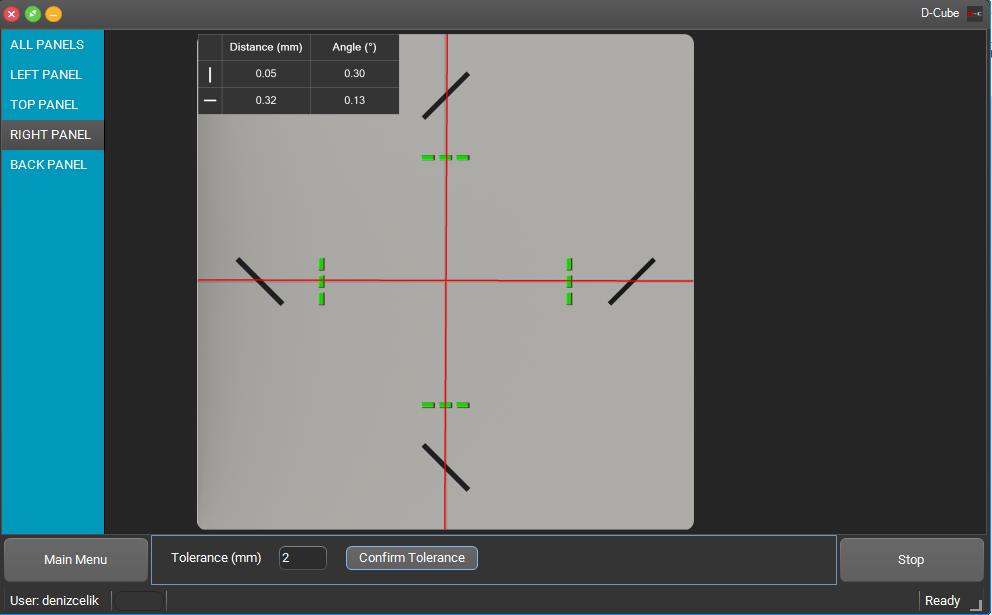 D-Cube
ALL PANELS
LEFT PANEL
TOP PANEL
RIGHT PANEL
BACK PANEL
Distance (mm) Angle (°)
0.05 0.30
0.32 0.13
Main Menu
Tolerance (mm) 2 Confirm Tolerance
Stop
User: denizcelik
Ready